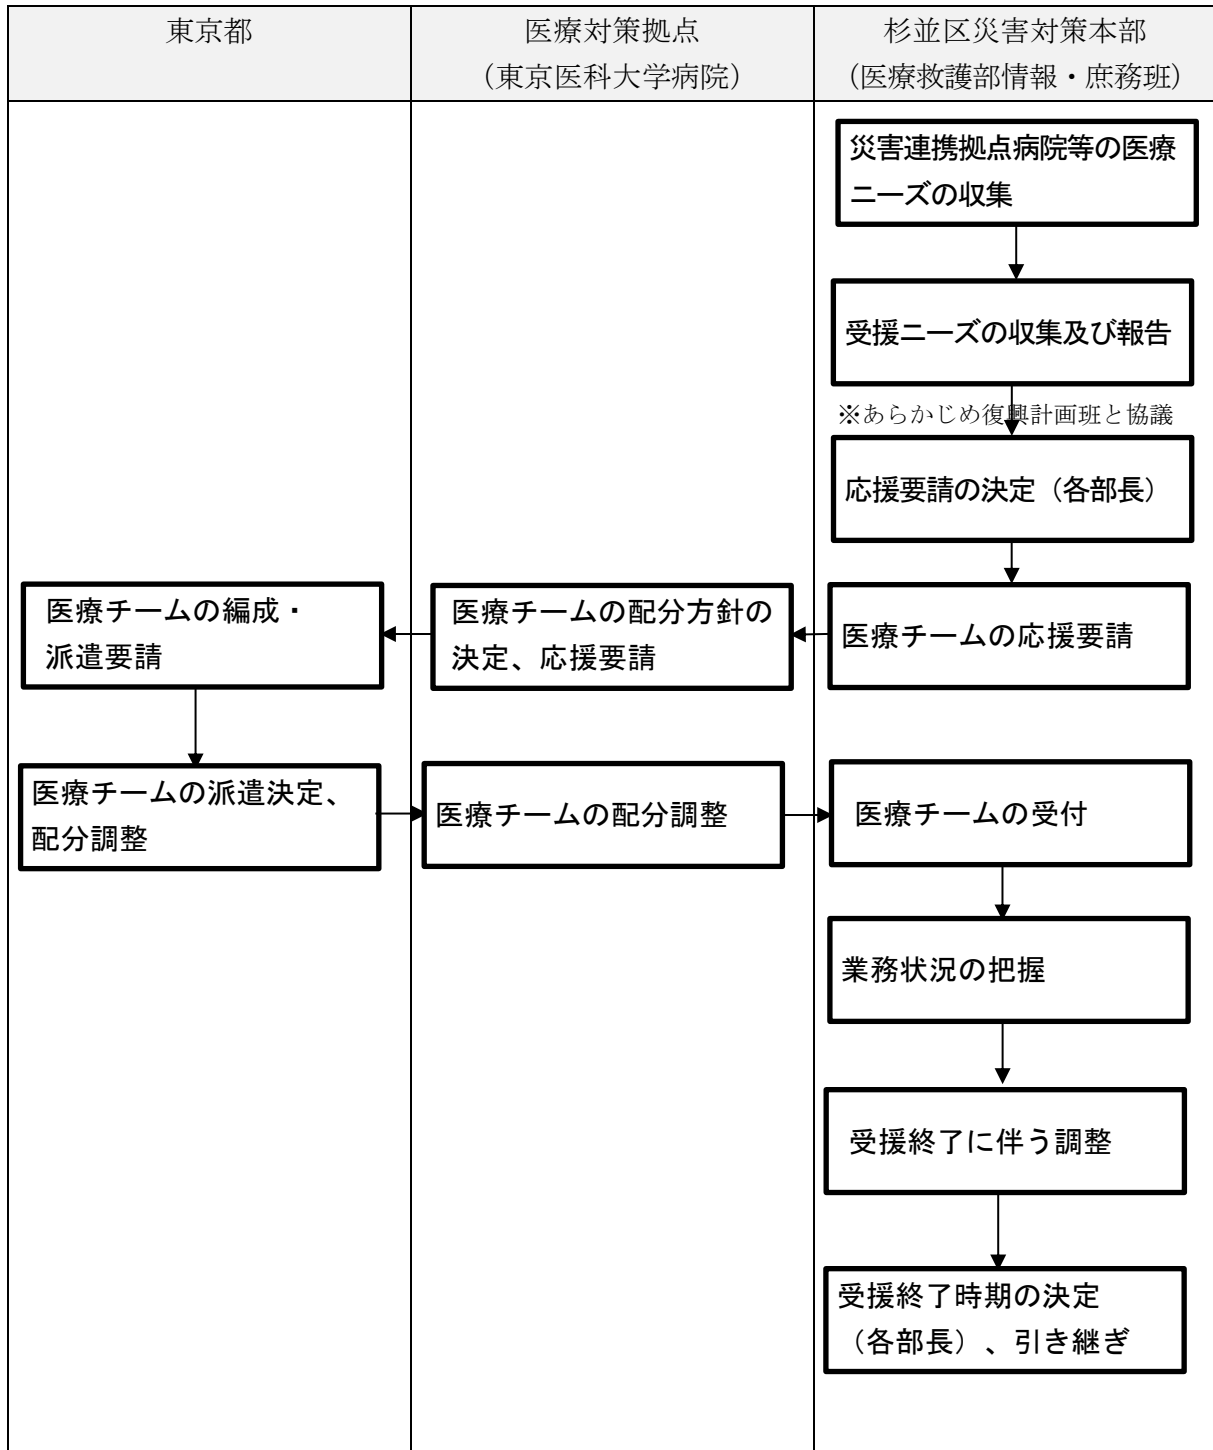 東京都
医療対策拠点
（東京医科大学病院）
杉並区災害対策本部
（医療救護部情報・庶務班）
災害連携拠点病院等の医療
ニーズの収集
受援ニーズの収集及び報告
※あらかじめ復興計画班と協議
応援要請の決定（各部長）
医療チームの応援要請
医療チームの配分方針の
決定、応援要請
医療チームの編成・
派遣要請
医療チームの派遣決定、
配分調整
医療チームの配分調整
医療チームの受付
業務状況の把握
受援終了に伴う調整
受援終了時期の決定
（各部長）、引き継ぎ